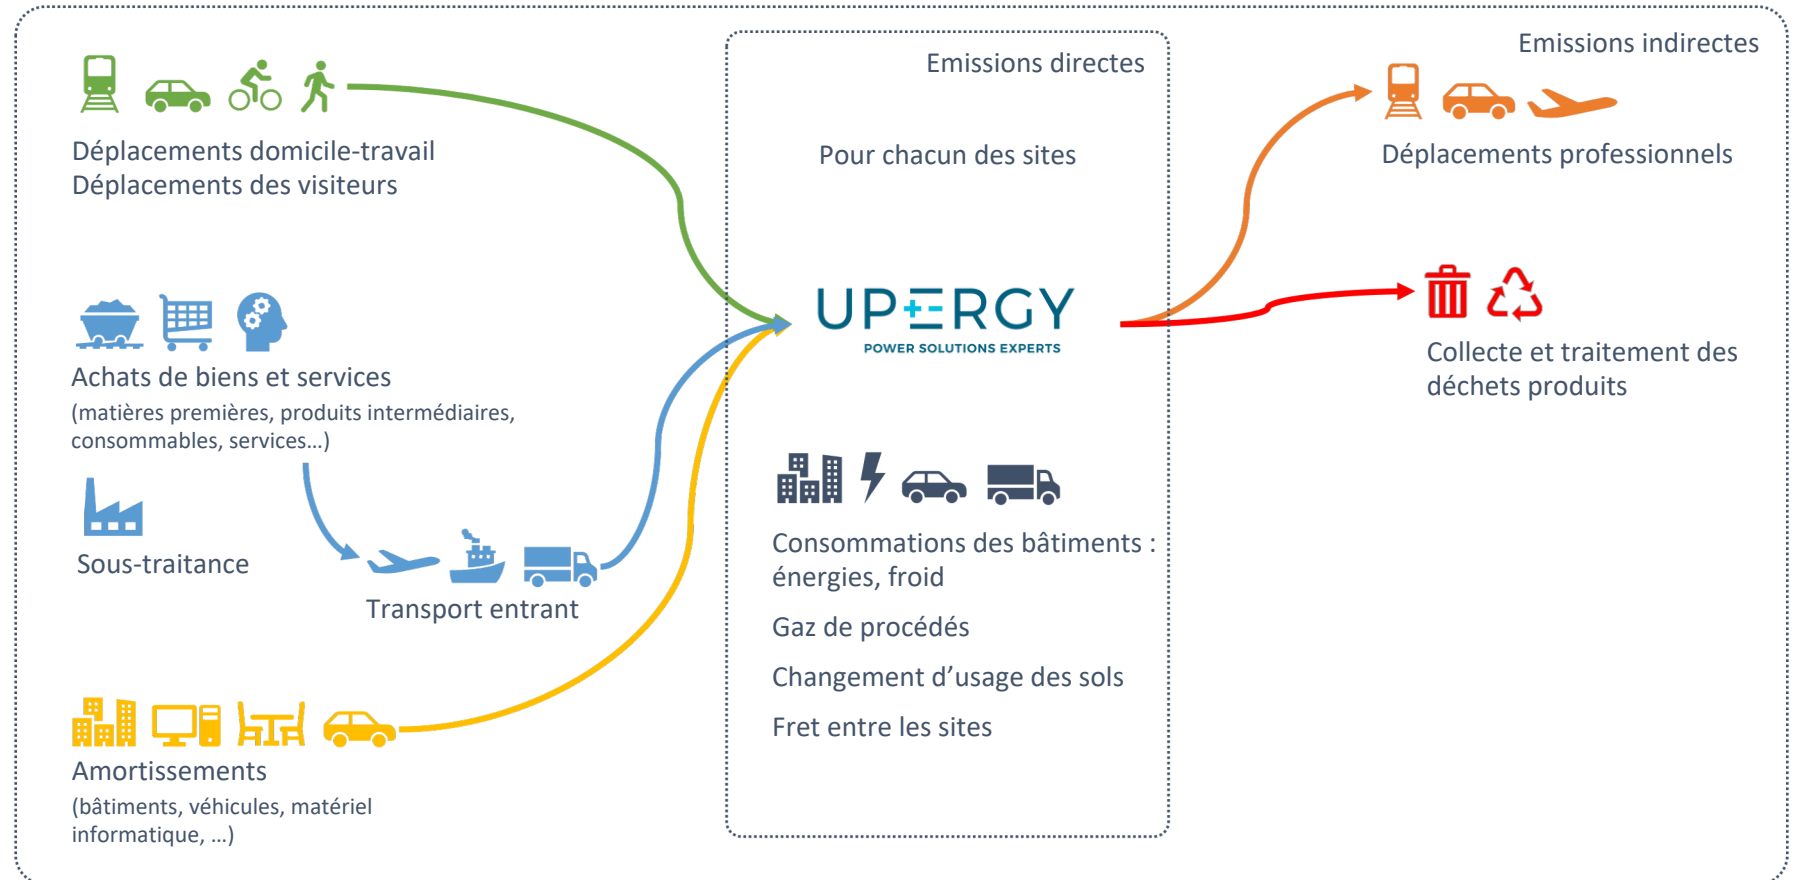 Emissions indirectes
Emissions directes
Déplacements domicile-travail
Déplacements des visiteurs
Pour chacun des sites
Déplacements professionnels
UPERGY
POWER SOLUTIONS EXPERTS
Achats de biens et services
(matières premières, produits intermédiaires,
consommables, services…)
Collecte et traitement des
déchets produits
Sous-traitance
Transport entrant
Consommations des bâtiments :
énergies, froid
Gaz de procédés
Changement d’usage des sols
Fret entre les sites
Amortissements
(bâtiments, véhicules, matériel
informatique, …)